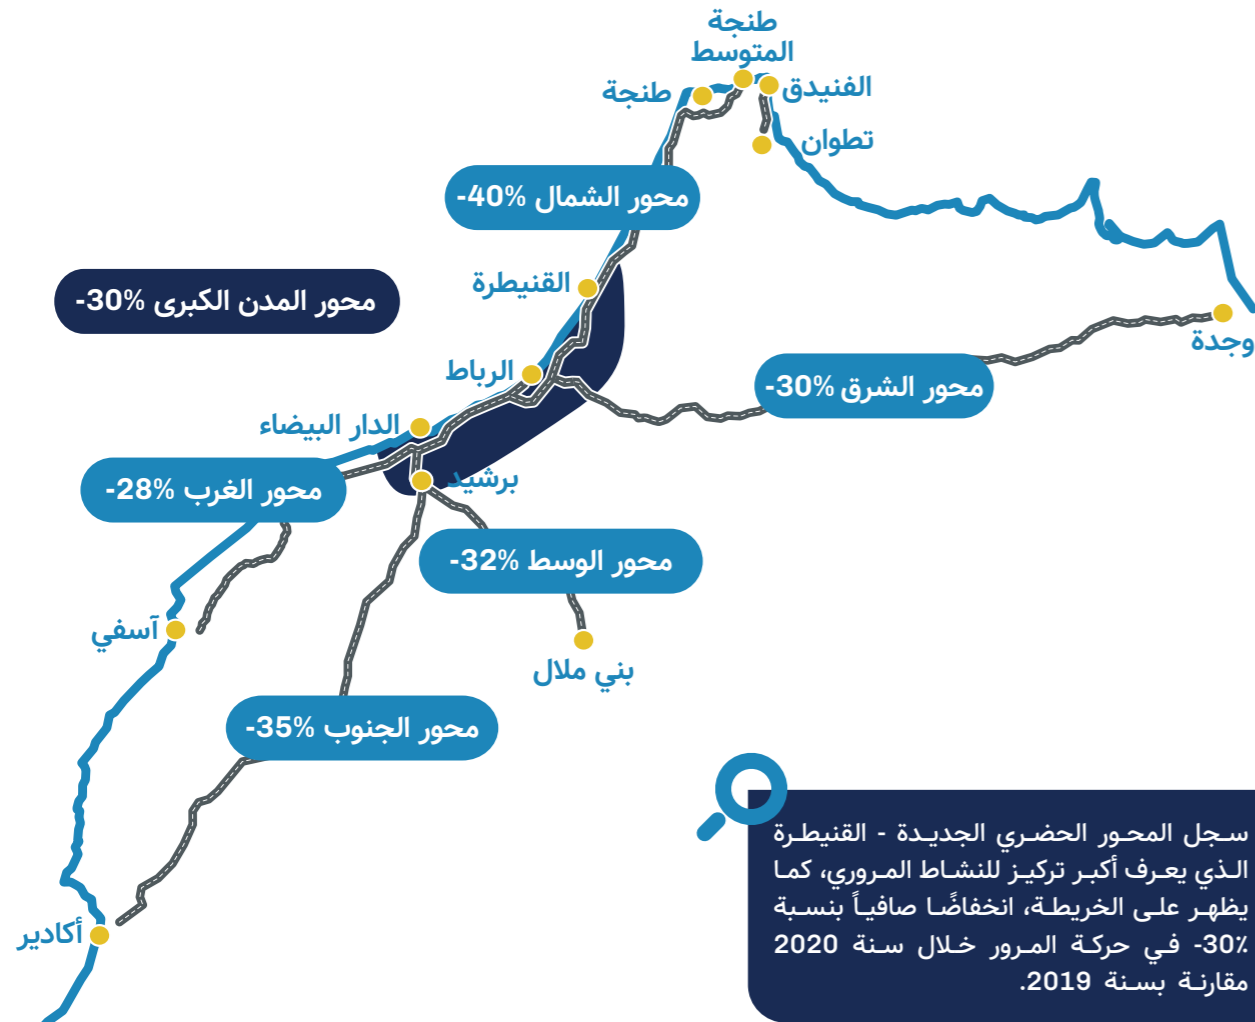 طنجة
المتوسط
الفنيدق
طنجة
تطوان
محور الشمال %40-
القنيطرة
محور المدن الكبرى %30-
وجدة
الرباط
محور الشرق %30-
الدار البيضاء
برشيد
محور الغرب %28-
محور الوسط %32-
آسفي
بني ملال
محور الجنوب %35-
أكادير
سجل المحور الحضري الجديدة - القنيطرة
الذي يعرف أكبر تركيز للنشاط المروري، كما
يظهر على الخريطة، انخفاضًا صافياً بنسبة
30٪- في حركة المرور خلال سنة 2020
مقارنة بسنة 2019.